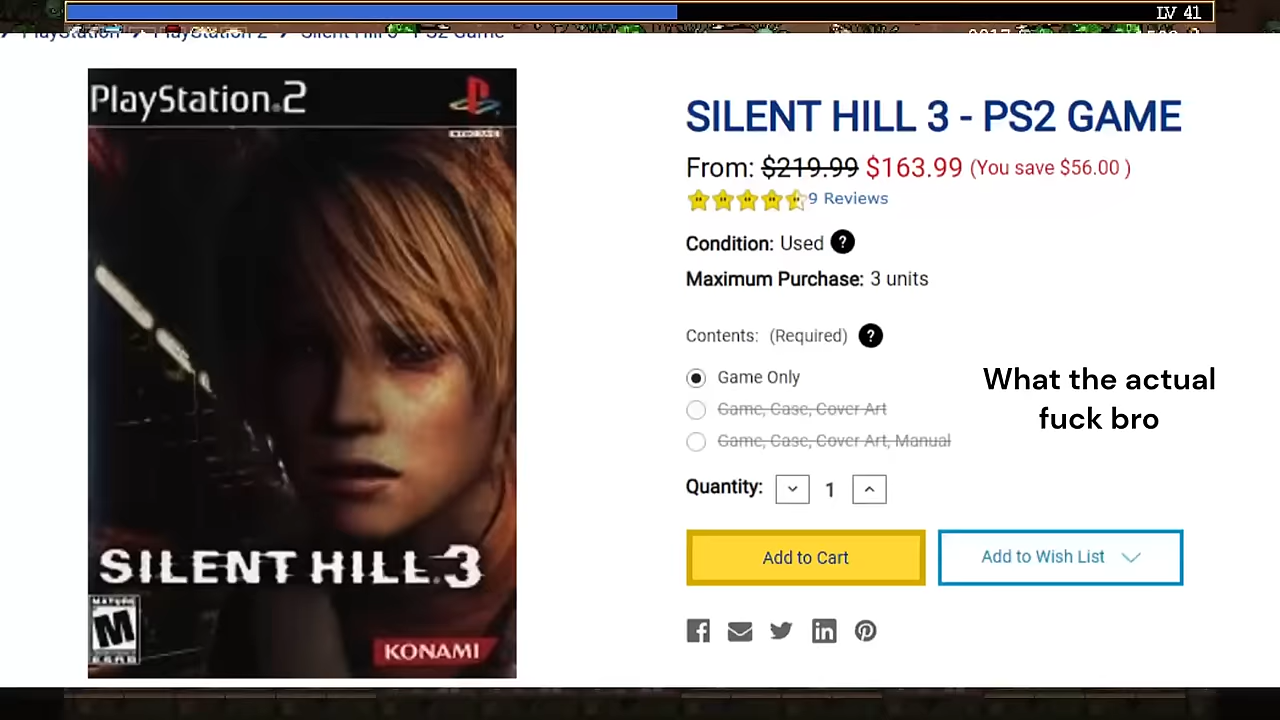 LV 41
PlayStation 2
SILENT HILL 3 - PS2 GAME
From: $219.99 $163.99 (You save $56.00 )
9 Reviews
Condition: Used ?
Maximum Purchase: 3 units
Contents: (Required) ?
Game Only
Game, Case, Cover Art
Game, Case, Cover Art, Manual
What the actual
fuck bro
Quantity: 1
Add to Cart
Add to Wish List
SILENT HILL 3
MATURE
M
ESRB
KONAMI